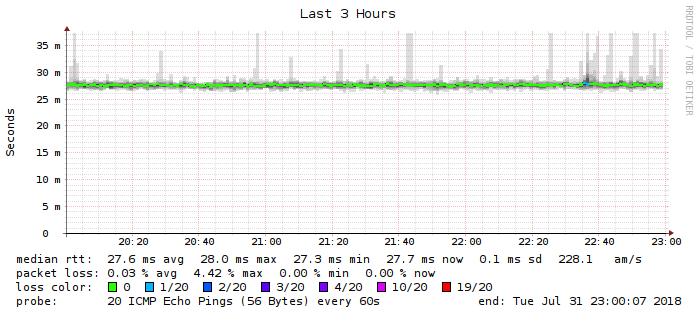 Last 3 Hours
RRDTOOL / TOBI OETIKER
Seconds
35 m
30 m
25 m
20 m
15 m
10 m
5 m
0
20:20 20:40 21:00 21:20 21:40 22:00 22:20 22:40 23:00
median rtt: 27.6 ms avg 28.0 ms max 27.3 ms min 27.7 ms now 0.1 ms sd 228.1 am/s
packet loss: 0.03 % avg 4.42 % max 0.00 % min 0.00 % now
loss color: 0 1/20 2/20 3/20 4/20 10/20 19/20
probe: 20 ICMP Echo Pings (56 Bytes) every 60s end: Tue Jul 31 23:00:07 2018